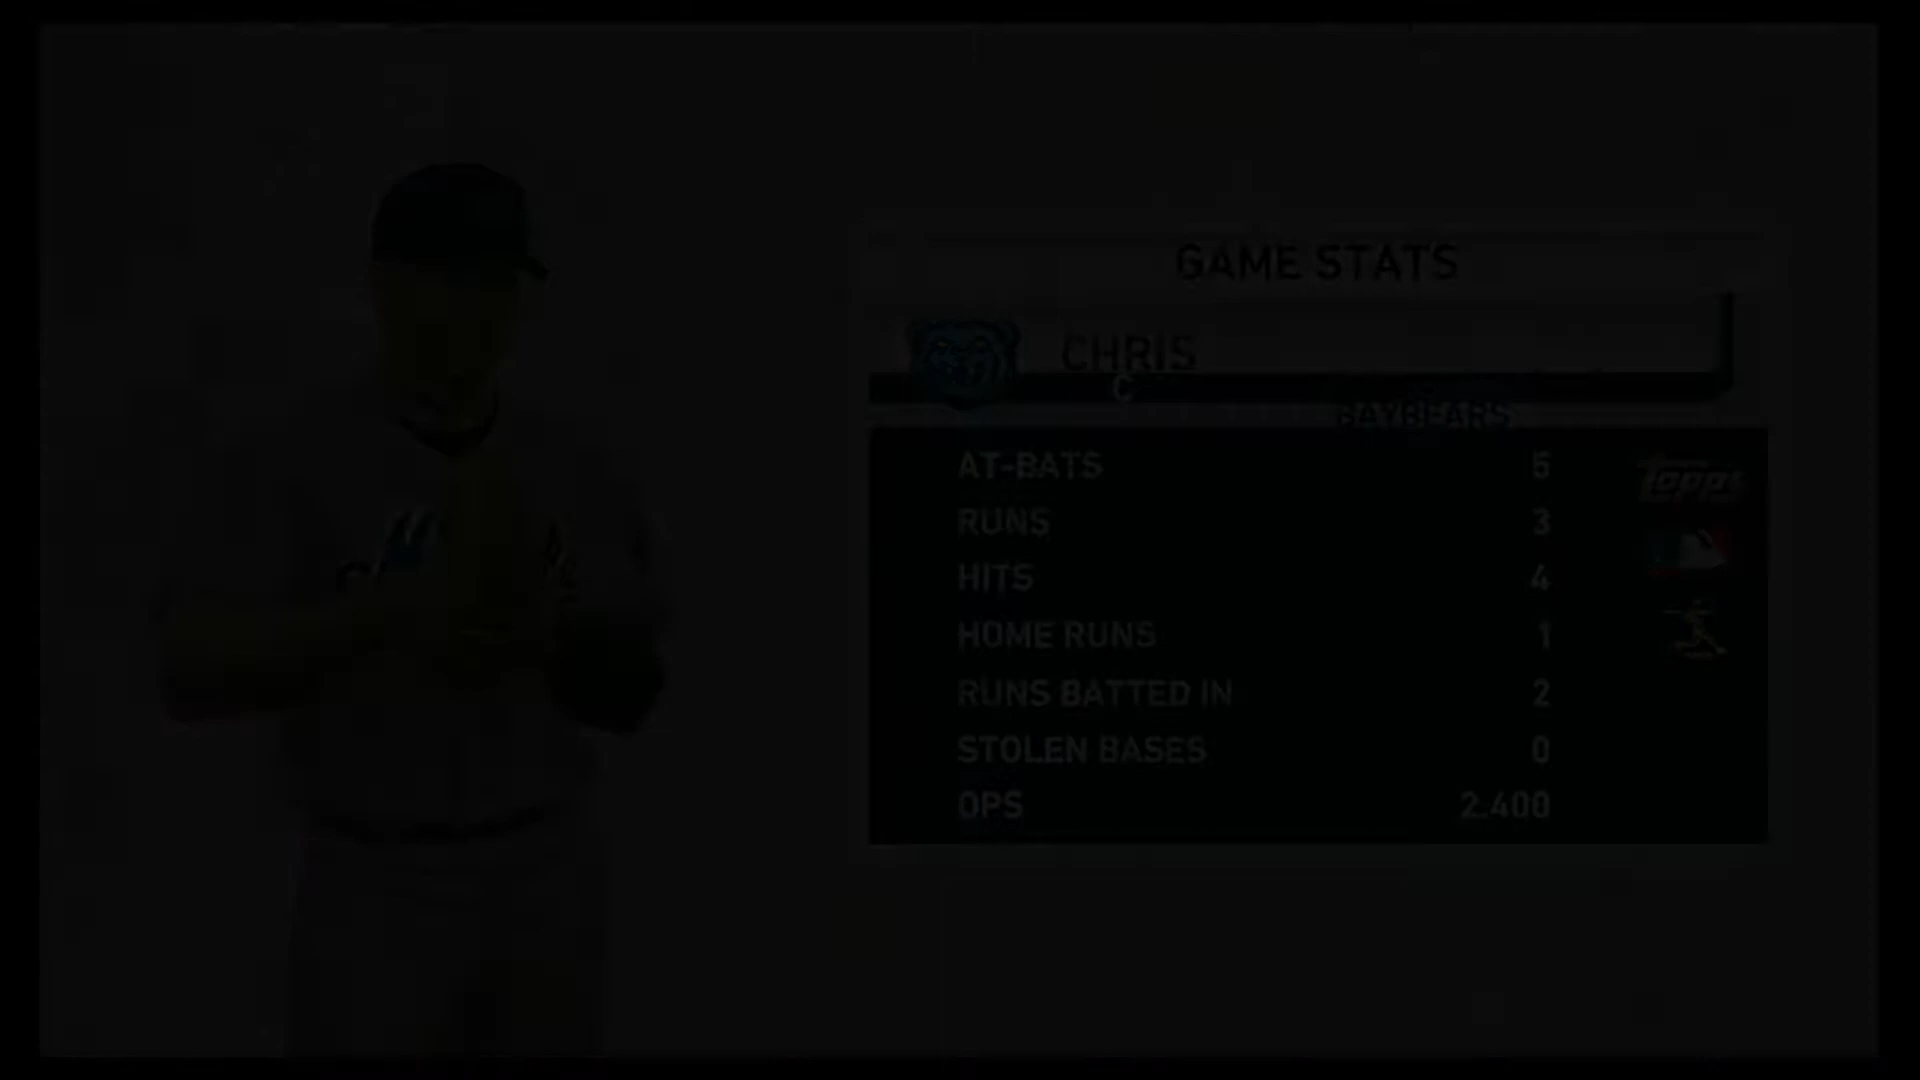 GAME STATS
CHRIS
C
BAYBEARS
AT-BATS 5
RUNS 3
HITS 4
HOME RUNS 1
RUNS BATTED IN 2
STOLEN BASES 0
OPS 2.400
Topps